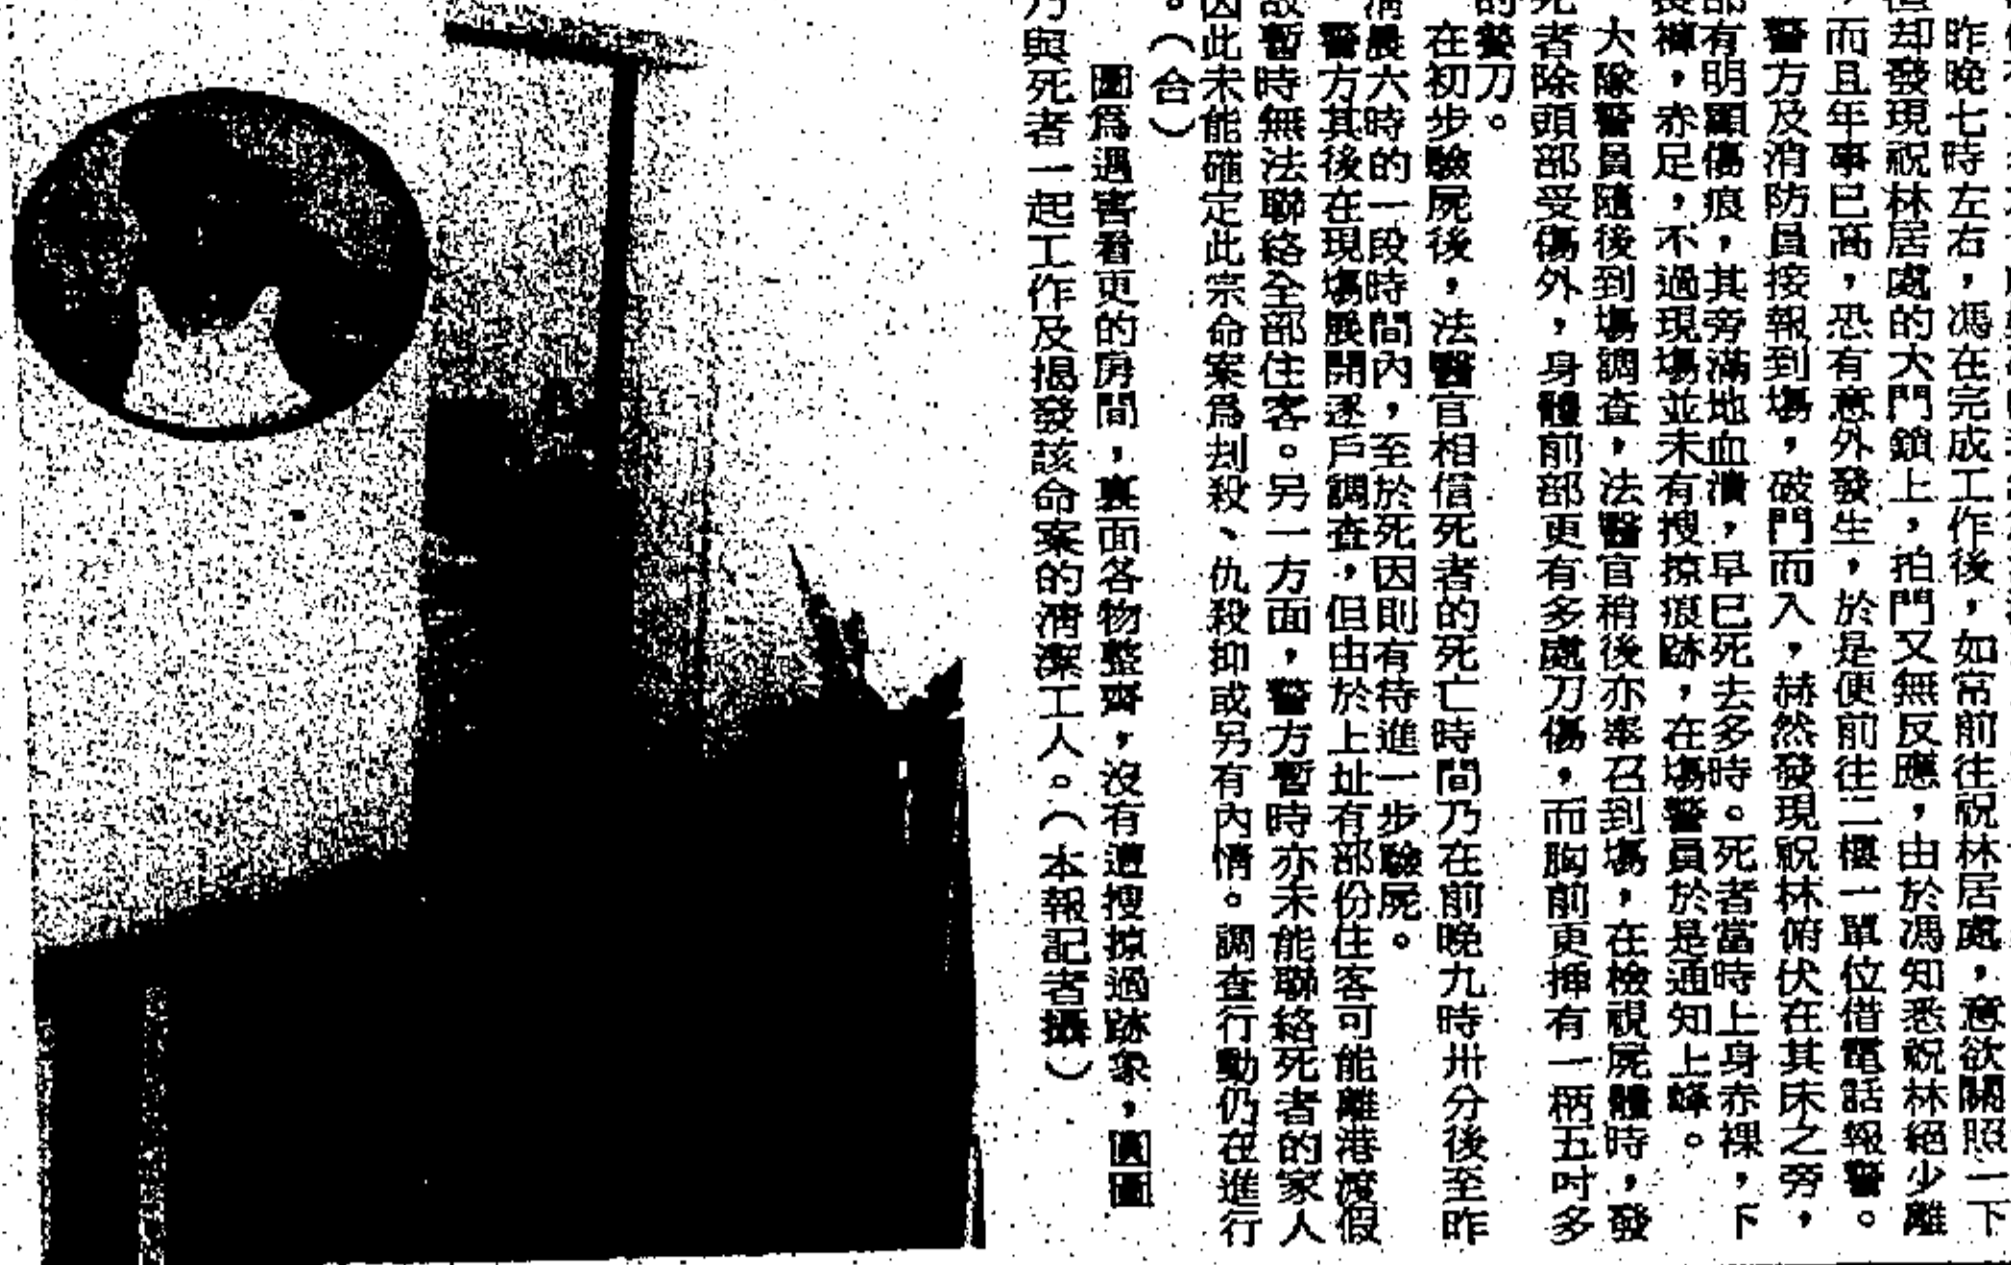 昨晚七時左右，馮在完成工作後，如常前往祝林居處，意欲關照一下
却發現祝林居處的大門鎖上，拍門又無反應，由於馮知悉祝林絕少離
，而且年事已高，恐有意外發生，於是便前往二樓一單位借電話報警。
警方及消防員接報到場，破門而入，赫然發現祝林俯伏在其床之旁，
部有明顯傷痕，其旁滿地血漬，早已死去多時。死者當時上身赤裸，下
長褲，赤足，不過現場並未有搜掠痕跡，在場警員於是通知上峰。
大隊警員隨後到場調查，法醫官稍後亦奉召到場，在檢視屍體時，發
死者除頭部受傷外，身體前部更有多處刀傷，而胸前更插有一柄五吋多
的餐刀。
在初步驗屍後，法醫官相信死者的死亡時間乃在前晚九時卅分後至昨
清晨六時的一段時間內，至於死因則有待進一步驗屍。
警方其後在現場展開逐戶調查，但由於上址有部份住客可能離港渡假
故暫時無法聯絡全部住客。另一方面，警方暫時亦未能聯絡死者的家人
因此未能確定此宗命案爲刦殺、仇殺抑或另有內情。調查行動仍在進行
。（合）
圖爲遇害看更的房間，裏面各物整齊，沒有遭搜掠過跡象，圓圖
乃與死者一起工作及揭發該命案的清潔工人。（本報記者攝）